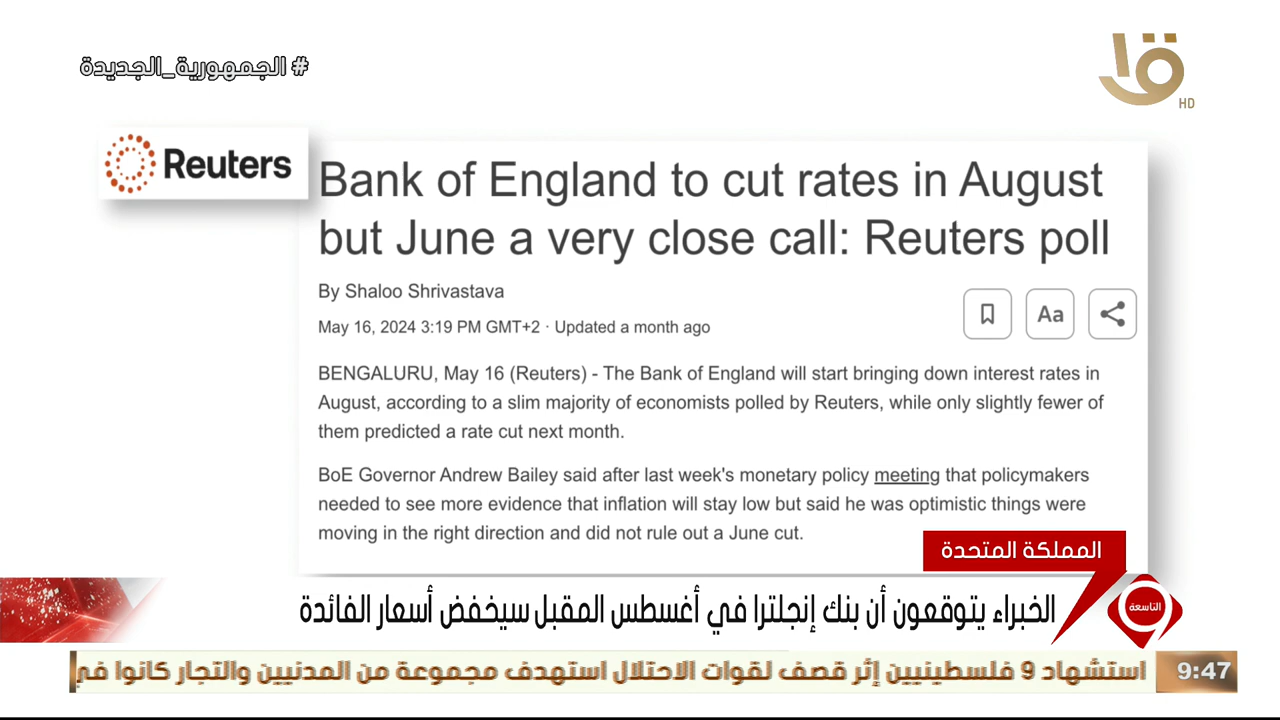 # الجمهورية_الجديدة
HD
Reuters
Bank of England to cut rates in August
but June a very close call: Reuters poll
By Shaloo Shrivastava
May 16, 2024 3:19 PM GMT+2 · Updated a month ago
Aa
BENGALURU, May 16 (Reuters) - The Bank of England will start bringing down interest rates in
August, according to a slim majority of economists polled by Reuters, while only slightly fewer of
them predicted a rate cut next month.
BoE Governor Andrew Bailey said after last week's monetary policy meeting that policymakers
needed to see more evidence that inflation will stay low but said he was optimistic things were
moving in the right direction and did not rule out a June cut.
المملكة المتحدة
الخبراء يتوقعون أن بنك إنجلترا في أغسطس المقبل سيخفض أسعار الفائدة
التاسعة
9:47
استشهاد 9 فلسطينيين إثر قصف لقوات الاحتلال استهدف مجموعة من المدنيين والتجار كانوا في